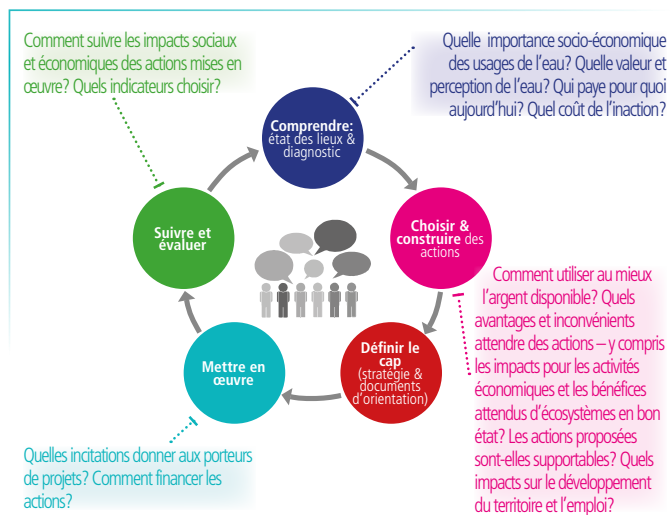 Comment suivre les impacts sociaux
et économiques des actions mises en
œuvre? Quels indicateurs choisir?
Quelle importance socio-économique
des usages de l'eau? Quelle valeur et
perception de l'eau? Qui paye pour quoi
aujourd'hui? Quel coût de l'inaction?
Comprendre:
état des lieux &
diagnostic
Choisir &
construire des
actions
Comment utiliser au mieux
l'argent disponible? Quels
avantages et inconvénients
attendre des actions – y compris
les impacts pour les activités
économiques et les bénéfices
attendus d'écosystèmes en bon
état? Les actions proposées
sont-elles supportables? Quels
impacts sur le développement
du territoire et l'emploi?
Définir le
cap
(stratégie &
documents
d'orientation)
Mettre en
œuvre
Quelles incitations donner aux porteurs
de projets? Comment financer les
actions?
Suivre et
évaluer